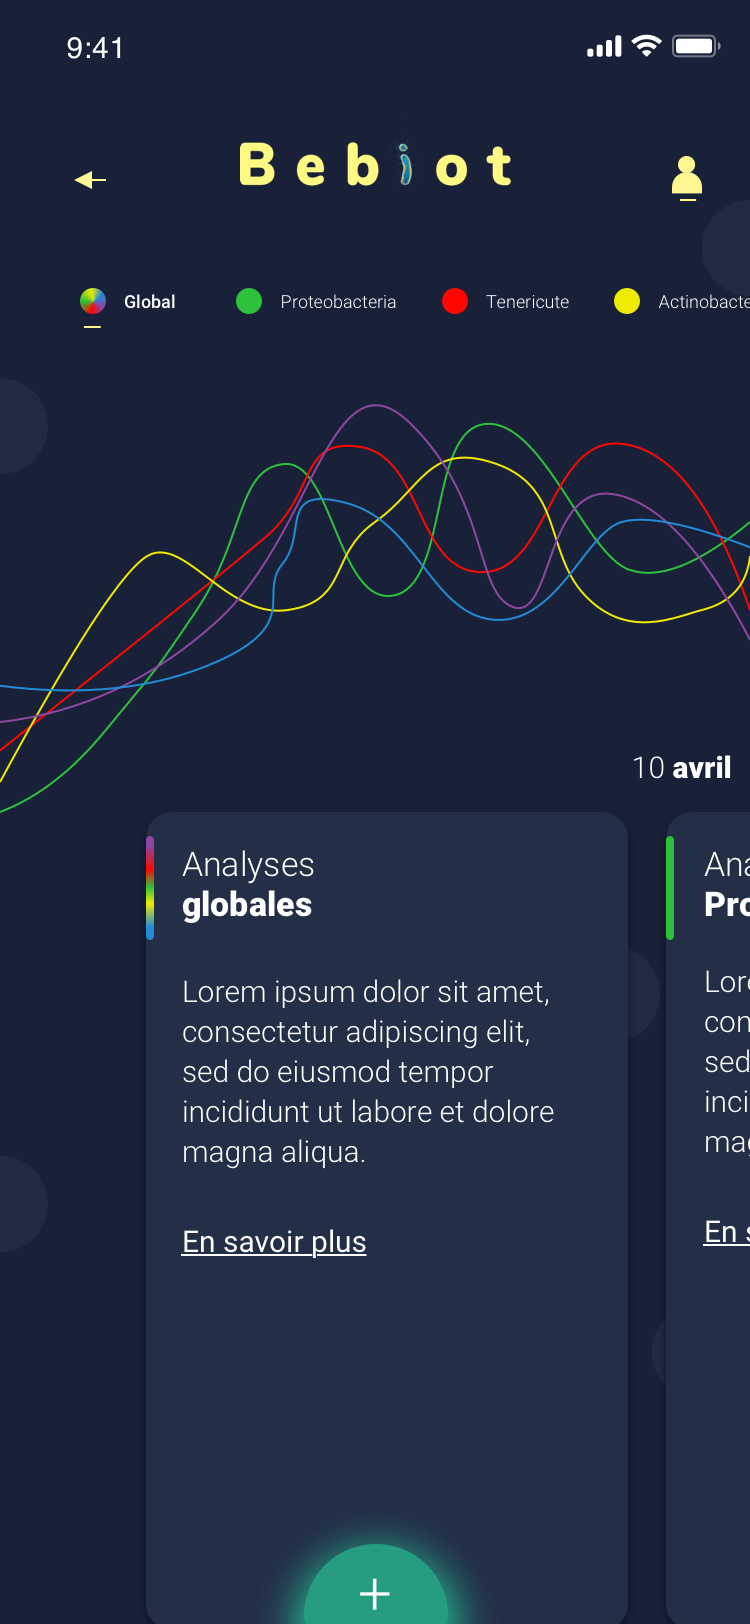 9:41
Bebiot
Global Proteobacteria Tenericute Actinobacte
10 avril
Analyses
globales
Lorem ipsum dolor sit amet,
consectetur adipiscing elit,
sed do eiusmod tempor
incididunt ut labore et dolore
magna aliqua.
En savoir plus
Ana
Pro
Lore
con
sed
inci
mag
En s